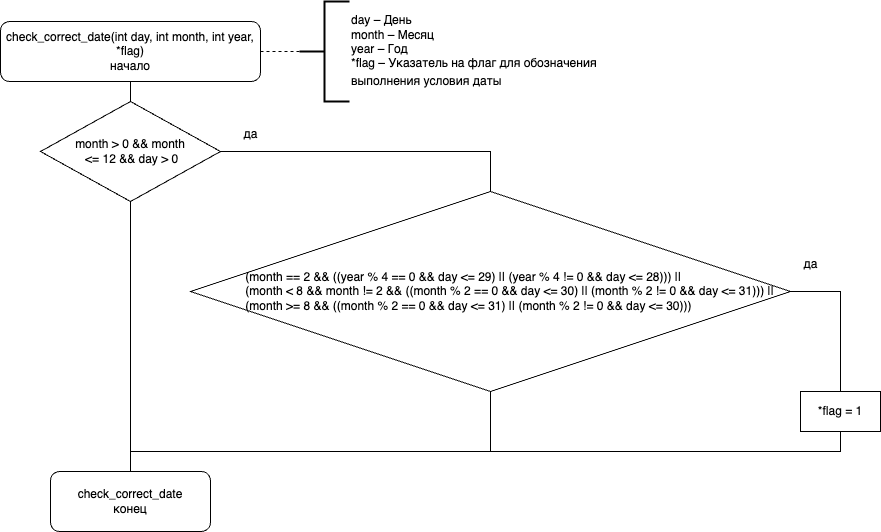 check_correct_date(int day, int month, int year,
*flag)
начало
day – День
month – Месяц
year – Год
*flag – Указатель на флаг для обозначения
выполнения условия даты
month > 0 && month
<= 12 && day > 0
да
(month == 2 && ((year % 4 == 0 && day <= 29) || (year % 4 != 0 && day <= 28))) ||
(month < 8 && month != 2 && ((month % 2 == 0 && day <= 30) || (month % 2 != 0 && day <= 31))) ||
(month >= 8 && ((month % 2 == 0 && day <= 31) || (month % 2 != 0 && day <= 30)))
да
*flag = 1
check_correct_date
конец